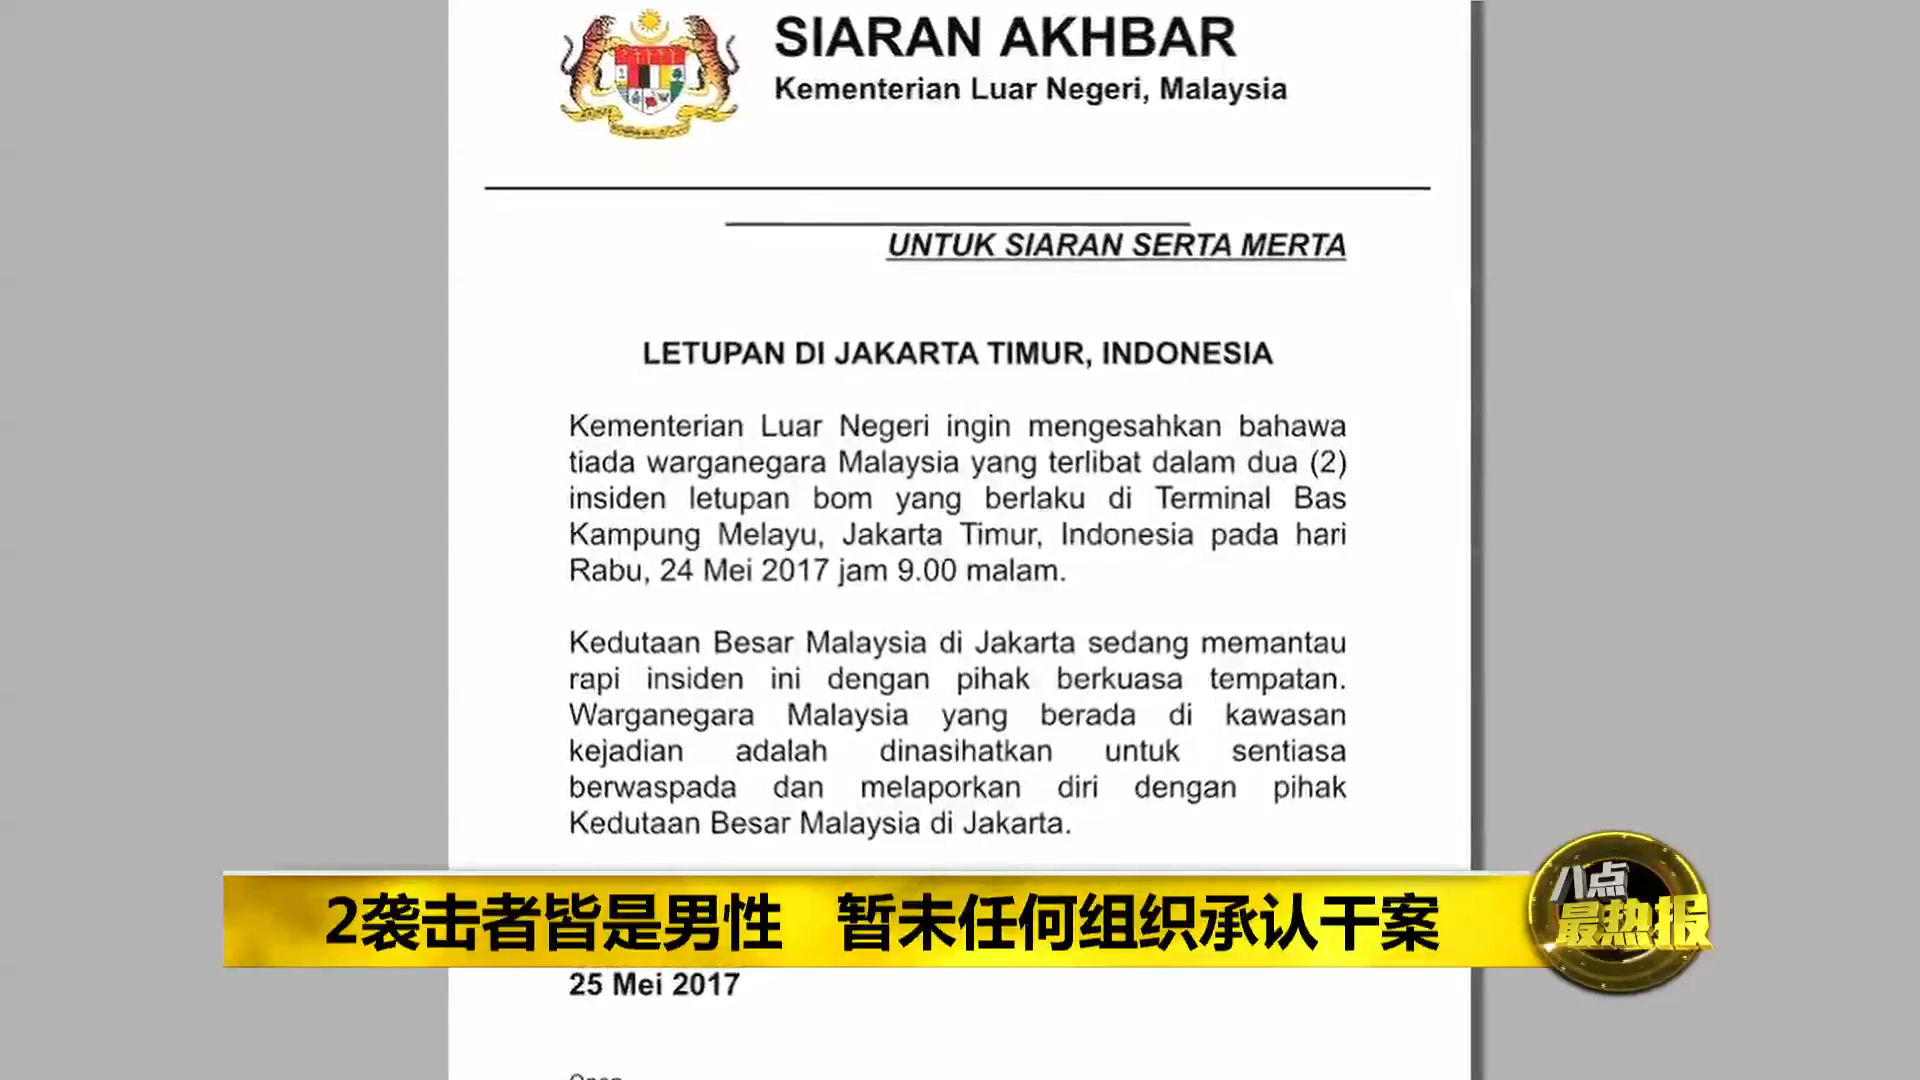 SIARAN AKHBAR
Kementerian Luar Negeri, Malaysia
UNTUK SIARAN SERTA MERTA
LETUPAN DI JAKARTA TIMUR, INDONESIA
Kementerian Luar Negeri ingin mengesahkan bahawa
tiada warganegara Malaysia yang terlibat dalam dua (2)
insiden letupan bom yang berlaku di Terminal Bas
Kampung Melayu, Jakarta Timur, Indonesia pada hari
Rabu, 24 Mei 2017 jam 9.00 malam.
Kedutaan Besar Malaysia di Jakarta sedang memantau
rapi insiden ini dengan pihak berkuasa tempatan.
Warganegara Malaysia yang berada di kawasan
kejadian adalah dinasihatkan untuk sentiasa
berwaspada dan melaporkan diri dengan pihak
Kedutaan Besar Malaysia di Jakarta.
2袭击者皆是男性 暂未任何组织承认干案
八点
最热报
25 Mei 2017